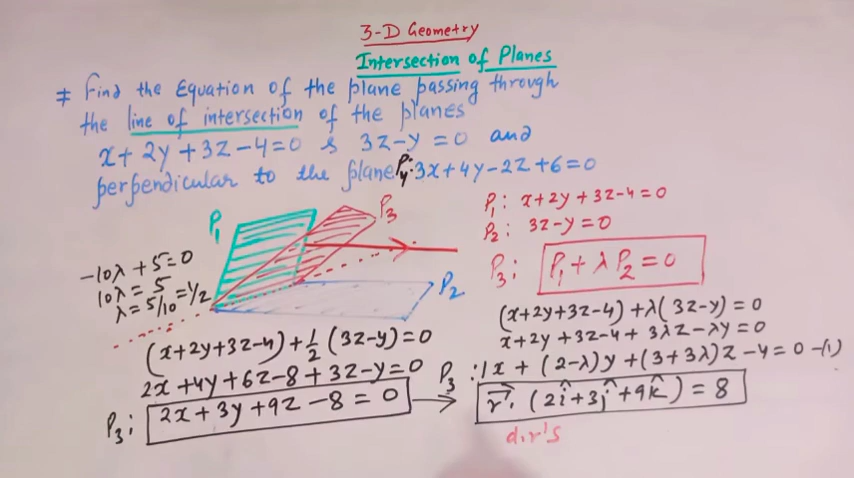 3-D Geometry
Intersection of Planes
# Find the Equation of the plane passing through
the line of intersection of the planes
x + 2y + 3z - 4 = 0 & 3z - y = 0 and
perpendicular to the plane P4: 3x + 4y - 2z + 6 = 0
P1: x + 2y + 3z - 4 = 0
P2: 3z - y = 0
P3: P1 + λ P2 = 0
P1
P3
P2
-10λ + 5 = 0
10λ = 5
λ = 5/10 = 1/2
(x+2y+3z-4) + 1/2 (3z-y) = 0
2x + 4y + 6z - 8 + 3z - y = 0
P3: 2x + 3y + 9z - 8 = 0
(x+2y+3z-4) + λ(3z-y) = 0
x+2y+3z-4 + 3λz - λy = 0
P3: 1x + (2-λ)y + (3+3λ)z - 4 = 0 -(1)
r⃗. (2î + 3ĵ + 9k̂) = 8
d.r's